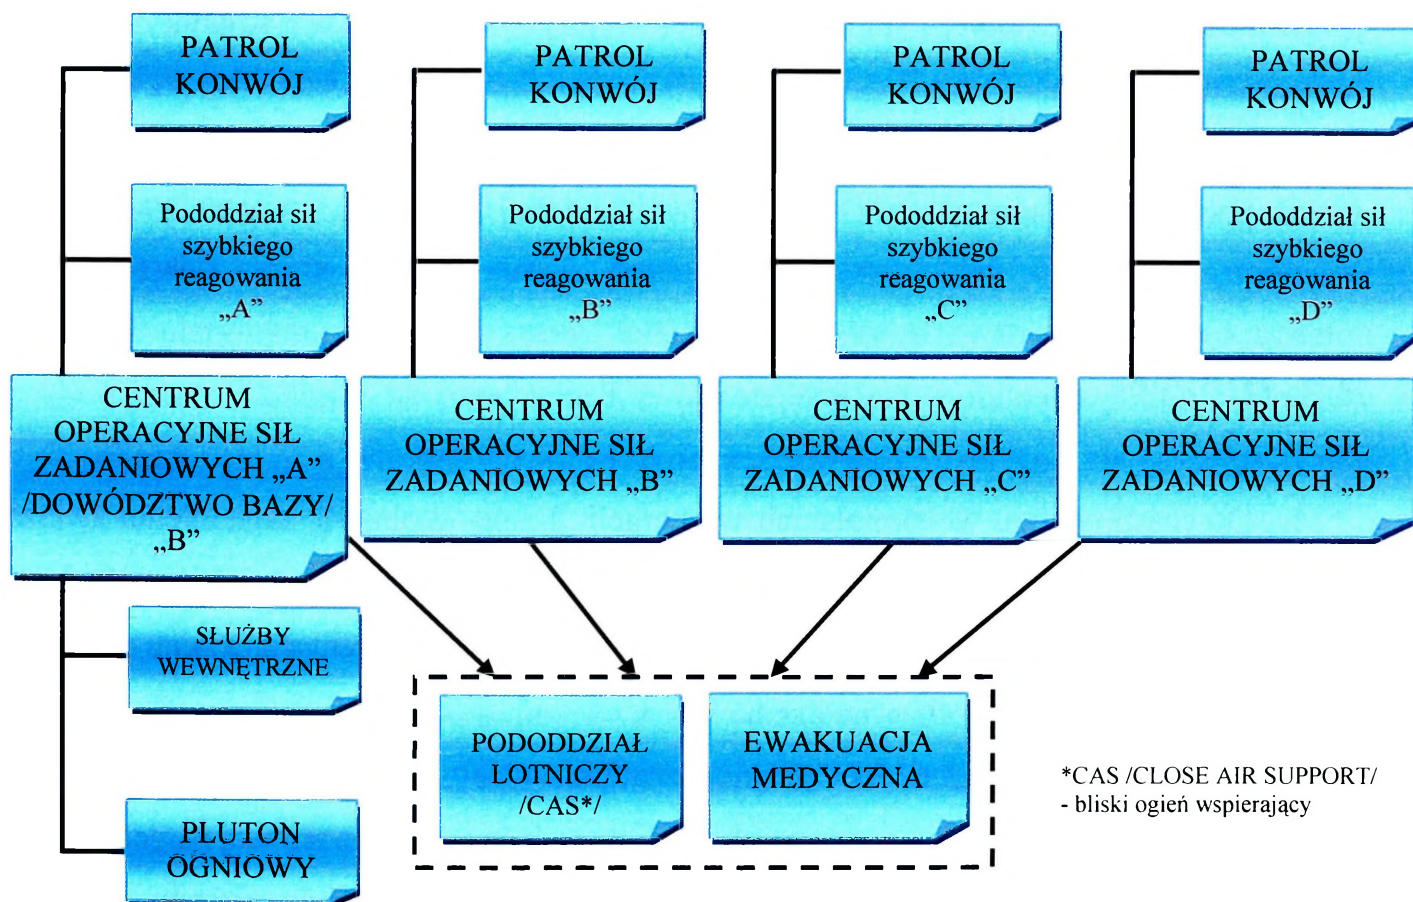 PATROL
KONWÓJ
PATROL
KONWÓJ
PATROL
KONWÓJ
PATROL
KONWÓJ
Pododdział sił
szybkiego
reagowania
„A”
Pododdział sił
szybkiego
reagowania
„B”
Pododdział sił
szybkiego
reagowania
„C”
Pododdział sił
szybkiego
reagowania
„D”
CENTRUM
OPERACYJNE SIŁ
ZADANIOWYCH „A”
/DOWÓDZTWO BAZY/
„B”
CENTRUM
OPERACYJNE SIŁ
ZADANIOWYCH „B”
CENTRUM
OPERACYJNE SIŁ
ZADANIOWYCH „C”
CENTRUM
OPERACYJNE SIŁ
ZADANIOWYCH „D”
SŁUŻBY
WEWNĘTRZNE
PLUTON
OGNIOWY
PODODDZIAŁ
LOTNICZY
/CAS*/
EWAKUACJA
MEDYCZNA
*CAS /CLOSE AIR SUPPORT/
- bliski ogień wspierający